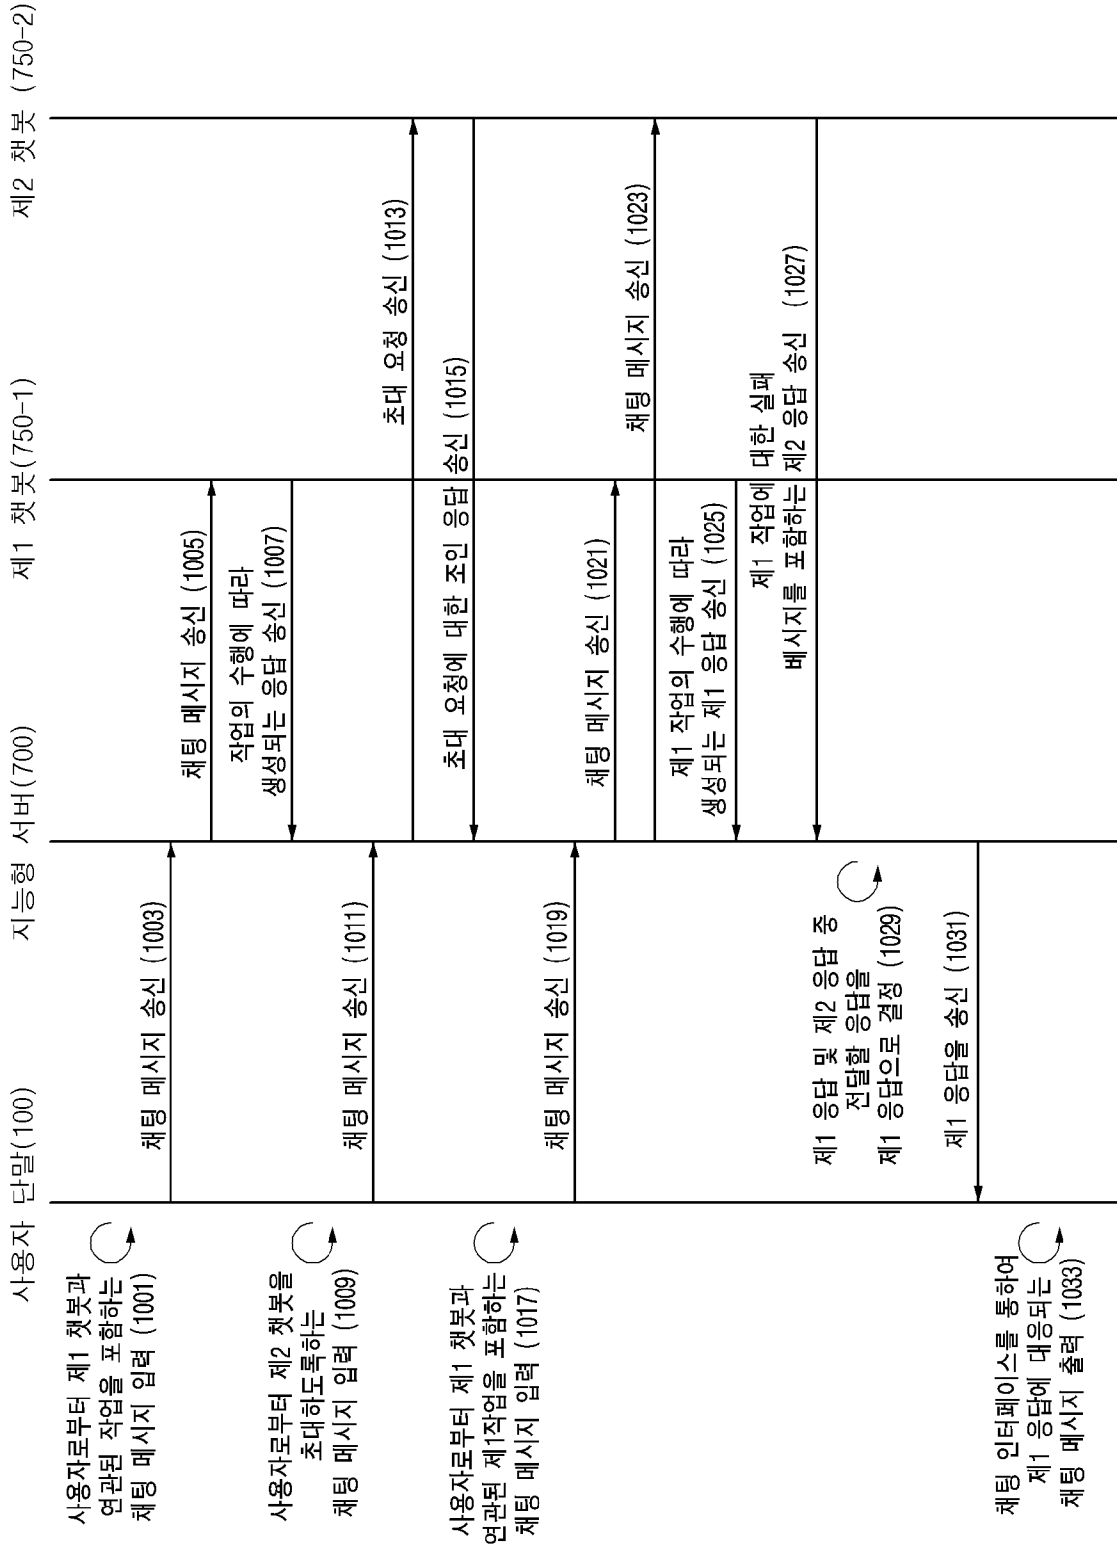 사용자 단말(100)
지능형 서버(700)
제1 챗봇(750-1)
제2 챗봇 (750-2)
사용자로부터 제1 챗봇과
연관된 작업을 포함하는
채팅 메시지 입력 (1001)
채팅 메시지 송신 (1003)
채팅 메시지 송신 (1005)
작업의 수행에 따라
생성되는 응답 송신 (1007)
사용자로부터 제2 챗봇을
초대하도록하는
채팅 메시지 입력 (1009)
채팅 메시지 송신 (1011)
초대 요청 송신 (1013)
초대 요청에 대한 조인 응답 송신 (1015)
사용자로부터 제1 챗봇과
연관된 제1작업을 포함하는
채팅 메시지 입력 (1017)
채팅 메시지 송신 (1019)
채팅 메시지 송신 (1021)
채팅 메시지 송신 (1023)
제1 작업의 수행에 따라
생성되는 제1 응답 송신 (1025)
제1 작업에 대한 실패
메시지를 포함하는 제2 응답 송신 (1027)
제1 응답 및 제2 응답 중
전달할 응답을
제1 응답으로 결정 (1029)
제1 응답을 송신 (1031)
채팅 인터페이스를 통하여
제1 응답에 대응되는
채팅 메시지 출력 (1033)